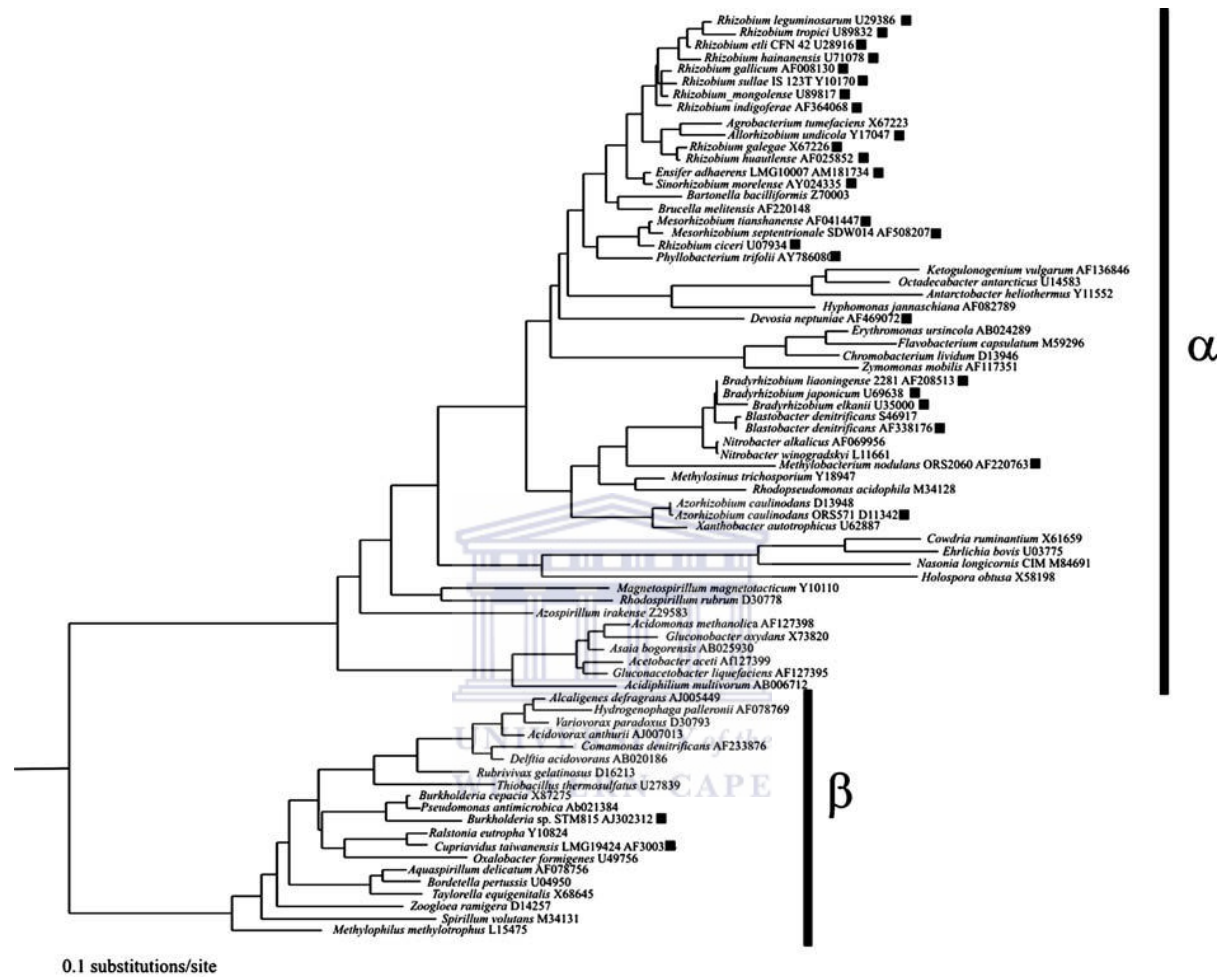 Rhizobium leguminosarum U29386
Rhizobium tropici U89832
Rhizobium etli CFN 42 U28916
Rhizobium hainanensis U71078
Rhizobium gallicum AF008130
Rhizobium sullae IS 123T Y10170
Rhizobium_mongolense U89817
Rhizobium indigoferae AF364068
Agrobacterium tumefaciens X67223
Allorhizobium undicola Y17047
Rhizobium galegae X67226
Rhizobium huautlense AF025852
Ensifer adhaerens LMG10007 AM181734
Sinorhizobium morelense AY024335
Bartonella bacilliformis Z70003
Brucella melitensis AF220148
Mesorhizobium tianshanense AF041447
Mesorhizobium septentrionale SDW014 AF508207
Rhizobium ciceri U07934
Phyllobacterium trifolii AY786080
Ketogulonogenium vulgarum AF136846
Octadecabacter antarcticus U14583
Antarctobacter heliothermus Y11552
Hyphomonas jannaschiana AF082789
Devosia neptuniae AF469072
Erythromonas ursincola AB024289
Flavobacterium capsulatum M59296
α
Chromobacterium lividum D13946
Zymomonas mobilis AF117351
Bradyrhizobium liaoningense 2281 AF208513
Bradyrhizobium japonicum U69638
Bradyrhizobium elkanii U35000
Blastobacter denitrificans S46917
Blastobacter denitrificans AF338176
Nitrobacter alkalicus AF069956
Nitrobacter winogradskyi L11661
Methylobacterium nodulans ORS2060 AF220763
Methylosinus trichosporium Y18947
Rhodopseudomonas acidophila M34128
Azorhizobium caulinodans D13948
Azorhizobium caulinodans ORS571 D11342
Xanthobacter autotrophicus U62887
Cowdria ruminantium X61659
Ehrlichia bovis U03775
Nasonia longicornis CIM M84691
Holospora obtusa X58198
Magnetospirillum magnetotacticum Y10110
Rhodospirillum rubrum D30778
Azospirillum irakense Z29583
Acidomonas methanolica AF127398
Gluconobacter oxydans X73820
Asaia bogorensis AB025930
Acetobacter aceti Af127399
Gluconacetobacter liquefaciens AF127395
Acidiphilium multivorum AB006712
Alcaligenes defragrans AJ005449
Hydrogenophaga palleronii AF078769
Variovorax paradoxus D30793
UNIVERSITY of the
Acidovorax anthurii AJ007013
Comamonas denitrificans AF233876
Delftia acidovorans AB020186
Rubrivivax gelatinosus D16213
WESTERN CAPE
Thiobacillus thermosulfatus U27839
β
Burkholderia cepacia X87275
Pseudomonas antimicrobica Ab021384
Burkholderia sp. STM815 AJ302312
Ralstonia eutropha Y10824
Cupriavidus taiwanensis LMG19424 AF3003
Oxalobacter formigenes U49756
Aquaspirillum delicatum AF078756
Bordetella pertussis U04950
Taylorella equigenitalis X68645
Zoogloea ramigera D14257
Spirillum volutans M34131
Methylophilus methylotrophus L15475
0.1 substitutions/site